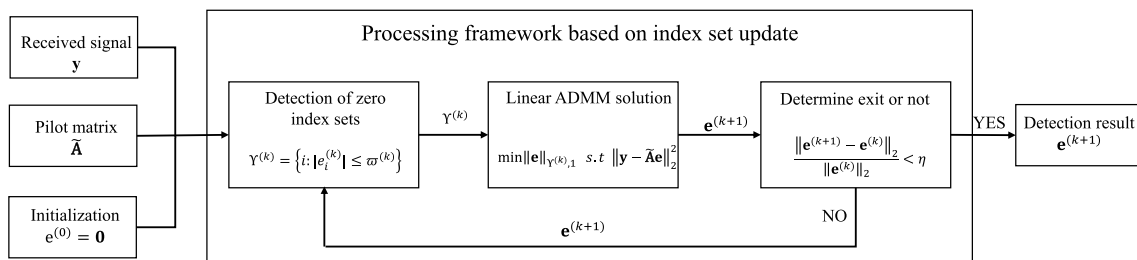 Received signal
𝐲
Pilot matrix
𝐀̃
Initialization
e⁽⁰⁾ = 𝟎
Processing framework based on index set update
Detection of zero
index sets
ϒ⁽ᵏ⁾ = {i: |eᵢ⁽ᵏ⁾| ≤ ϖ⁽ᵏ⁾}
ϒ⁽ᵏ⁾
Linear ADMM solution
min‖𝐞‖_{ϒ⁽ᵏ⁾,1} s.t ‖𝐲 − 𝐀̃𝐞‖₂²
𝐞⁽ᵏ⁺¹⁾
Determine exit or not
‖𝐞⁽ᵏ⁺¹⁾ − 𝐞⁽ᵏ⁾‖₂ / ‖𝐞⁽ᵏ⁾‖₂ < η
YES
NO
𝐞⁽ᵏ⁺¹⁾
Detection result
𝐞⁽ᵏ⁺¹⁾